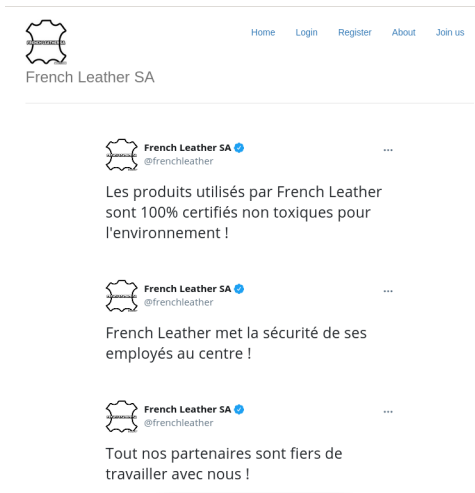 Home Login Register About Join us
French Leather SA
French Leather SA
@frenchleather
Les produits utilisés par French Leather
sont 100% certifiés non toxiques pour
l'environnement !
French Leather SA
@frenchleather
French Leather met la sécurité de ses
employés au centre !
French Leather SA
@frenchleather
Tout nos partenaires sont fiers de
travailler avec nous !